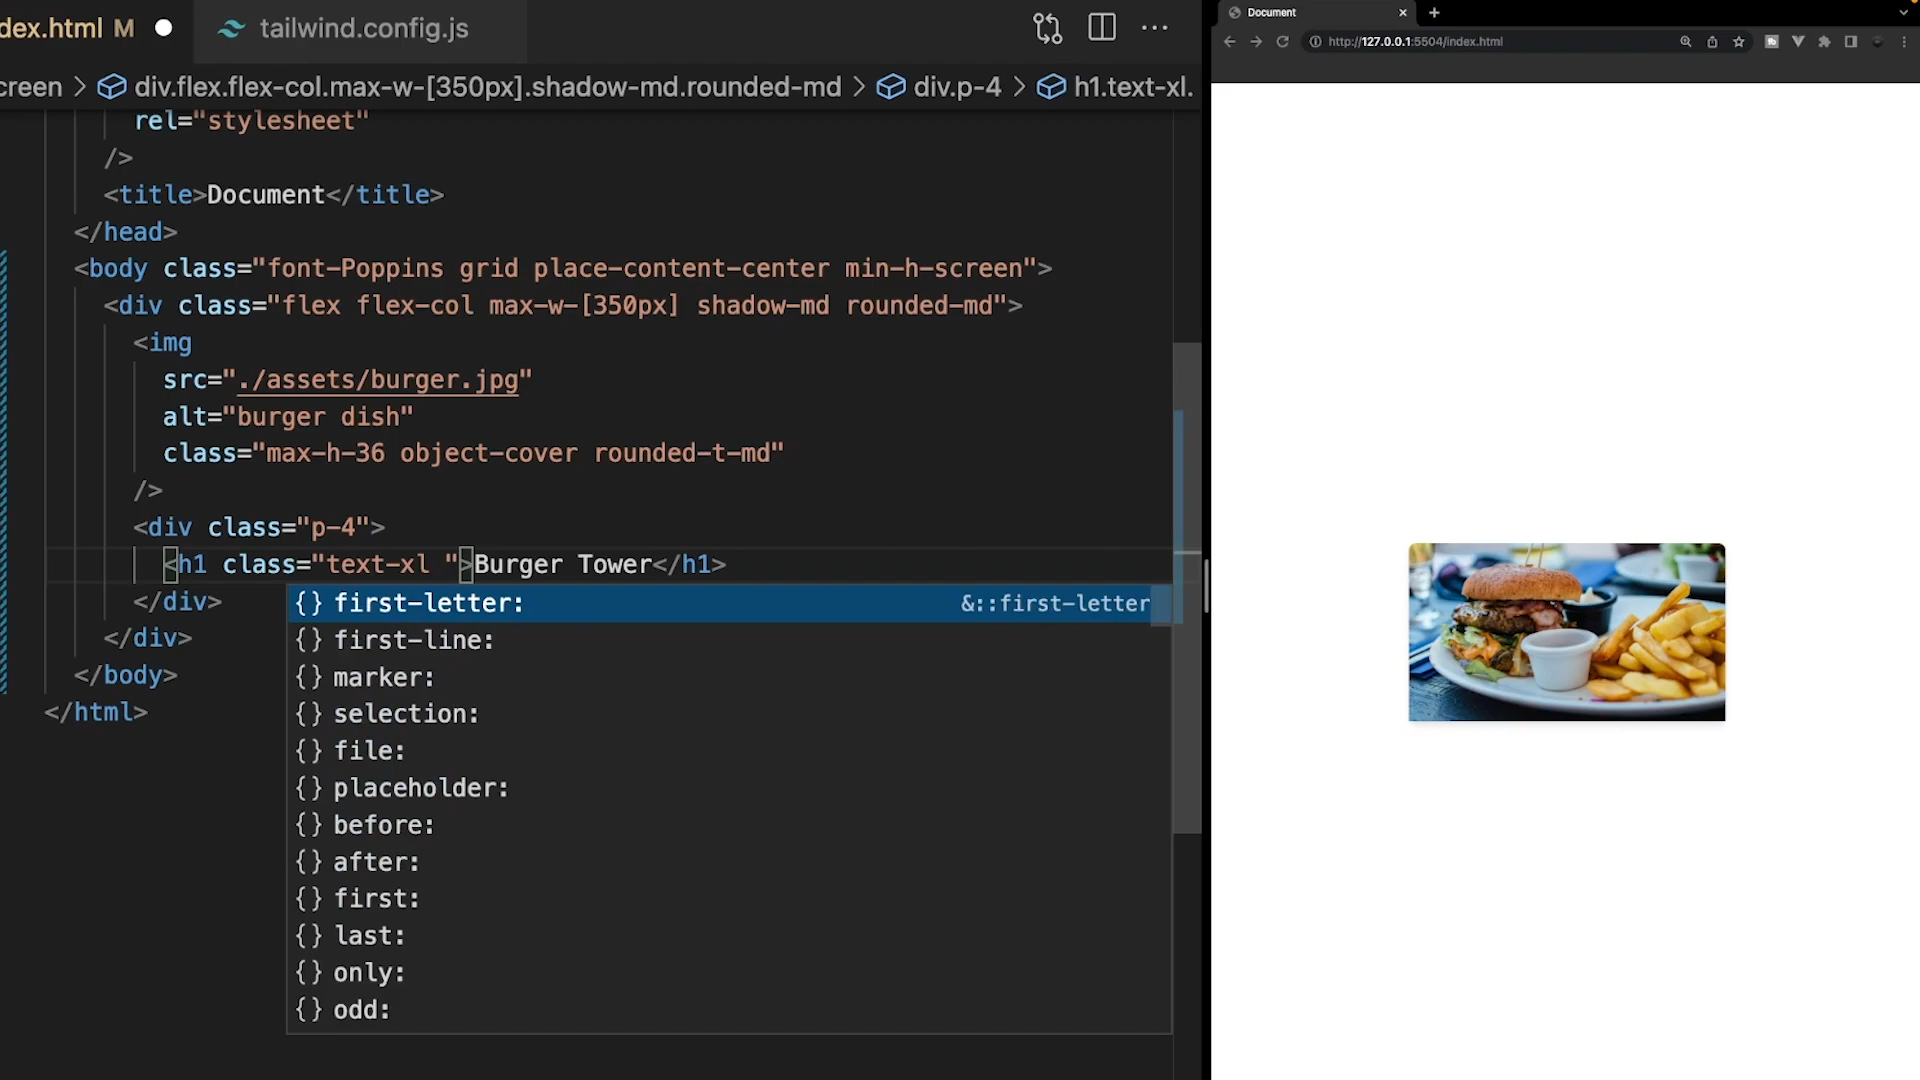 dex.html M
tailwind.config.js
creen > div.flex.flex-col.max-w-[350px].shadow-md.rounded-md > div.p-4 > h1.text-xl.
rel="stylesheet"
/>
<title>Document</title>
</head>
<body class="font-Poppins grid place-content-center min-h-screen">
<div class="flex flex-col max-w-[350px] shadow-md rounded-md">
<img
src="./assets/burger.jpg"
alt="burger dish"
class="max-h-36 object-cover rounded-t-md"
/>
<div class="p-4">
<h1 class="text-xl ">Burger Tower</h1>
</div>
</div>
</body>
</html>
{} first-letter: &::first-letter
{} first-line:
{} marker:
{} selection:
{} file:
{} placeholder:
{} before:
{} after:
{} first:
{} last:
{} only:
{} odd:
Document
http://127.0.0.1:5504/index.html